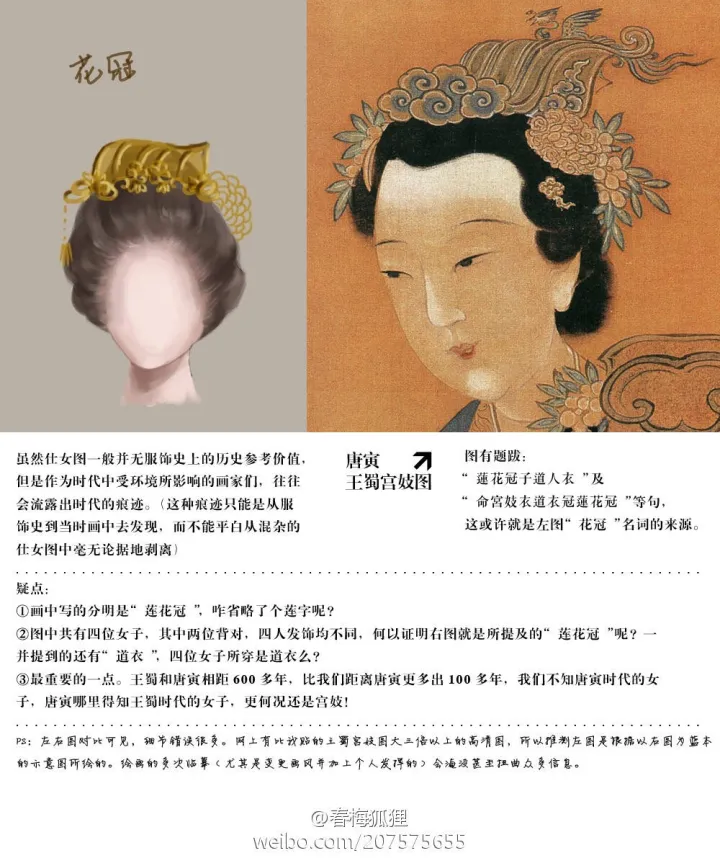 花冠
虽然仕女图一般并无服饰史上的历史参考价值，
但是作为时代中受环境所影响的画家们，往往
会流露出时代的痕迹。（这种痕迹只能是从服
饰史到当时画中去发现，而不能平白从混杂的
仕女图中毫无论据地剥离）
唐寅
王蜀宫妓图
图有题跋：
“ 蓮花冠子道人衣 ”及
“ 命宮妓衣道衣冠蓮花冠 ”等句，
这或许就是左图“ 花冠 ”名词的来源。
疑点：
①画中写的分明是“ 莲花冠 ”，咋省略了个莲字呢？
②图中共有四位女子，其中两位背对，四人发饰均不同，何以证明右图就是所提及的“ 莲花冠 ”呢？一
并提到的还有“ 道衣 ”，四位女子所穿是道衣么？
③最重要的一点。王蜀和唐寅相距 600 多年，比我们距离唐寅更多出 100 多年，我们不知唐寅时代的女
子，唐寅哪里得知王蜀时代的女子，更何况还是宫妓！
PS：左右图对比可见，细节错误很多。网上有比我贴的王蜀宫妓图大三倍以上的高清图，所以推断左图是根据以右图为蓝本
的示意图所绘的。绘画的多次临摹（尤其是变更画风并加上个人发挥的）会淹没甚至扭曲众多信息。
@春梅狐狸
weibo.com/207575655